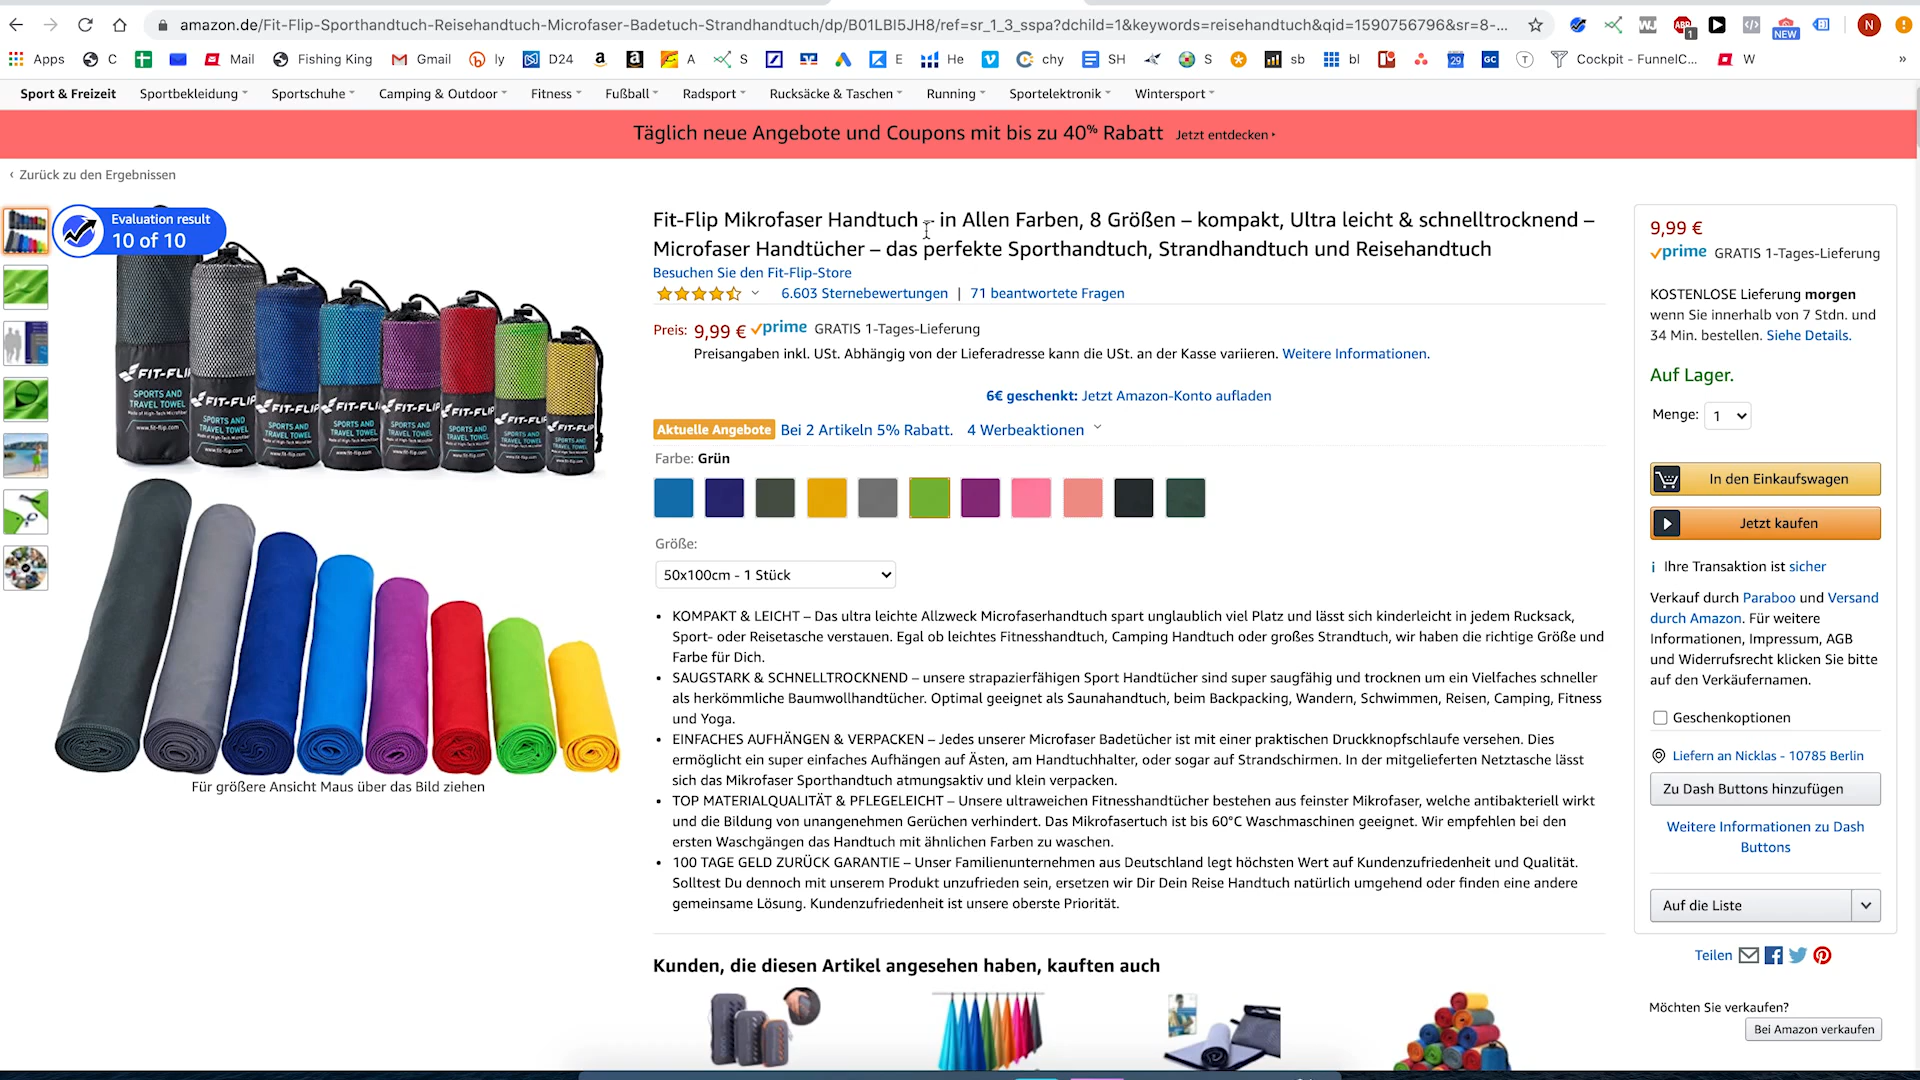 amazon.de/Fit-Flip-Sporthandtuch-Reisehandtuch-Microfaser-Badetuch-Strandhandtuch/dp/B01LBI5JH8/ref=sr_1_3_sspa?dchild=1&keywords=reisehandtuch&qid=1590756796&sr=8-...
Apps C Mail Fishing King Gmail ly D24 A S E He chy SH S sb bl Cockpit - FunnelC... W »
Sport & Freizeit Sportbekleidung Sportschuhe Camping & Outdoor Fitness Fußball Radsport Rucksäcke & Taschen Running Sportelektronik Wintersport
Täglich neue Angebote und Coupons mit bis zu 40% Rabatt Jetzt entdecken ›
‹ Zurück zu den Ergebnissen
Evaluation result
10 of 10
FIT-FLIP
SPORTS AND
TRAVEL TOWEL
www.fit-flip.com
Für größere Ansicht Maus über das Bild ziehen
Fit-Flip Mikrofaser Handtuch – in Allen Farben, 8 Größen – kompakt, Ultra leicht & schnelltrocknend –
Microfaser Handtücher – das perfekte Sporthandtuch, Strandhandtuch und Reisehandtuch
Besuchen Sie den Fit-Flip-Store
6.603 Sternebewertungen | 71 beantwortete Fragen
Preis: 9,99 € prime GRATIS 1-Tages-Lieferung
Preisangaben inkl. USt. Abhängig von der Lieferadresse kann die USt. an der Kasse variieren. Weitere Informationen.
6€ geschenkt: Jetzt Amazon-Konto aufladen
Aktuelle Angebote Bei 2 Artikeln 5% Rabatt. 4 Werbeaktionen
Farbe: Grün
Größe:
50x100cm - 1 Stück
• KOMPAKT & LEICHT – Das ultra leichte Allzweck Microfaserhandtuch spart unglaublich viel Platz und lässt sich kinderleicht in jedem Rucksack,
Sport- oder Reisetasche verstauen. Egal ob leichtes Fitnesshandtuch, Camping Handtuch oder großes Strandtuch, wir haben die richtige Größe und
Farbe für Dich.
• SAUGSTARK & SCHNELLTROCKNEND – unsere strapazierfähigen Sport Handtücher sind super saugfähig und trocknen um ein Vielfaches schneller
als herkömmliche Baumwollhandtücher. Optimal geeignet als Saunahandtuch, beim Backpacking, Wandern, Schwimmen, Reisen, Camping, Fitness
und Yoga.
• EINFACHES AUFHÄNGEN & VERPACKEN – Jedes unserer Microfaser Badetücher ist mit einer praktischen Druckknopfschlaufe versehen. Dies
ermöglicht ein super einfaches Aufhängen auf Ästen, am Handtuchhalter, oder sogar auf Strandschirmen. In der mitgelieferten Netztasche lässt
sich das Mikrofaser Sporthandtuch atmungsaktiv und klein verpacken.
• TOP MATERIALQUALITÄT & PFLEGELEICHT – Unsere ultraweichen Fitnesshandtücher bestehen aus feinster Mikrofaser, welche antibakteriell wirkt
und die Bildung von unangenehmen Gerüchen verhindert. Das Mikrofasertuch ist bis 60°C Waschmaschinen geeignet. Wir empfehlen bei den
ersten Waschgängen das Handtuch mit ähnlichen Farben zu waschen.
• 100 TAGE GELD ZURÜCK GARANTIE – Unser Familienunternehmen aus Deutschland legt höchsten Wert auf Kundenzufriedenheit und Qualität.
Solltest Du dennoch mit unserem Produkt unzufrieden sein, ersetzen wir Dir Dein Reise Handtuch natürlich umgehend oder finden eine andere
gemeinsame Lösung. Kundenzufriedenheit ist unsere oberste Priorität.
Kunden, die diesen Artikel angesehen haben, kauften auch
9,99 €
prime GRATIS 1-Tages-Lieferung
KOSTENLOSE Lieferung morgen
wenn Sie innerhalb von 7 Stdn. und
34 Min. bestellen. Siehe Details.
Auf Lager.
Menge: 1
In den Einkaufswagen
Jetzt kaufen
Ihre Transaktion ist sicher
Verkauf durch Paraboo und Versand
durch Amazon. Für weitere
Informationen, Impressum, AGB
und Widerrufsrecht klicken Sie bitte
auf den Verkäufernamen.
Geschenkoptionen
Liefern an Nicklas - 10785 Berlin
Zu Dash Buttons hinzufügen
Weitere Informationen zu Dash
Buttons
Auf die Liste
Teilen
Möchten Sie verkaufen?
Bei Amazon verkaufen